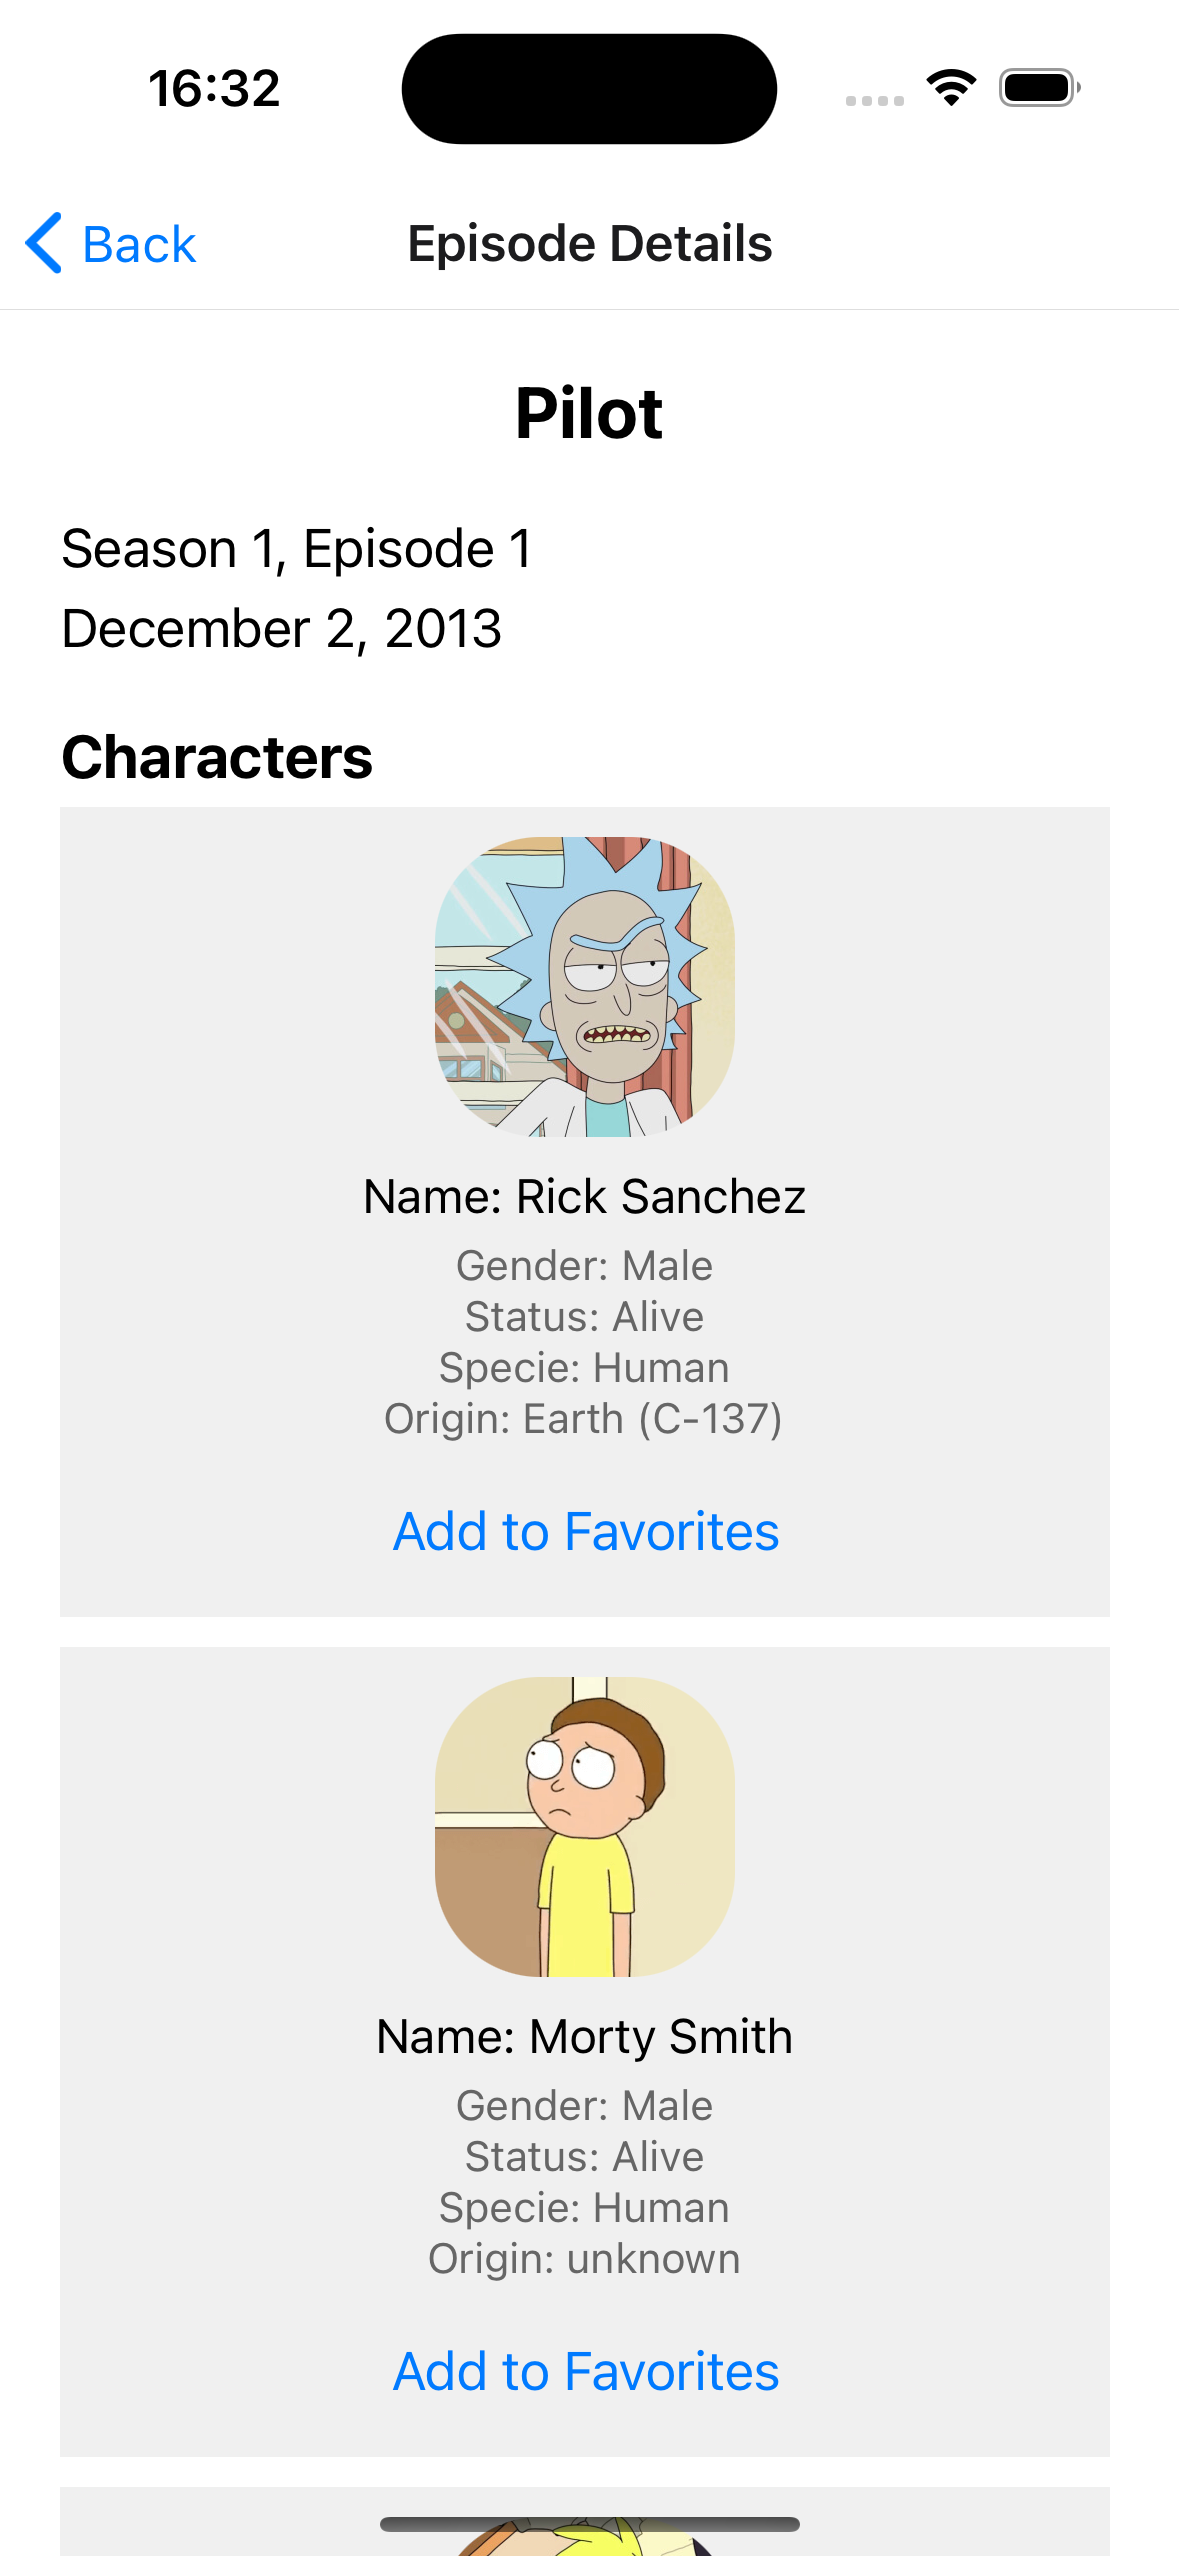 16:32
Back
Episode Details
Pilot
Season 1, Episode 1
December 2, 2013
Characters
Name: Rick Sanchez
Gender: Male
Status: Alive
Specie: Human
Origin: Earth (C-137)
Add to Favorites
Name: Morty Smith
Gender: Male
Status: Alive
Specie: Human
Origin: unknown
Add to Favorites